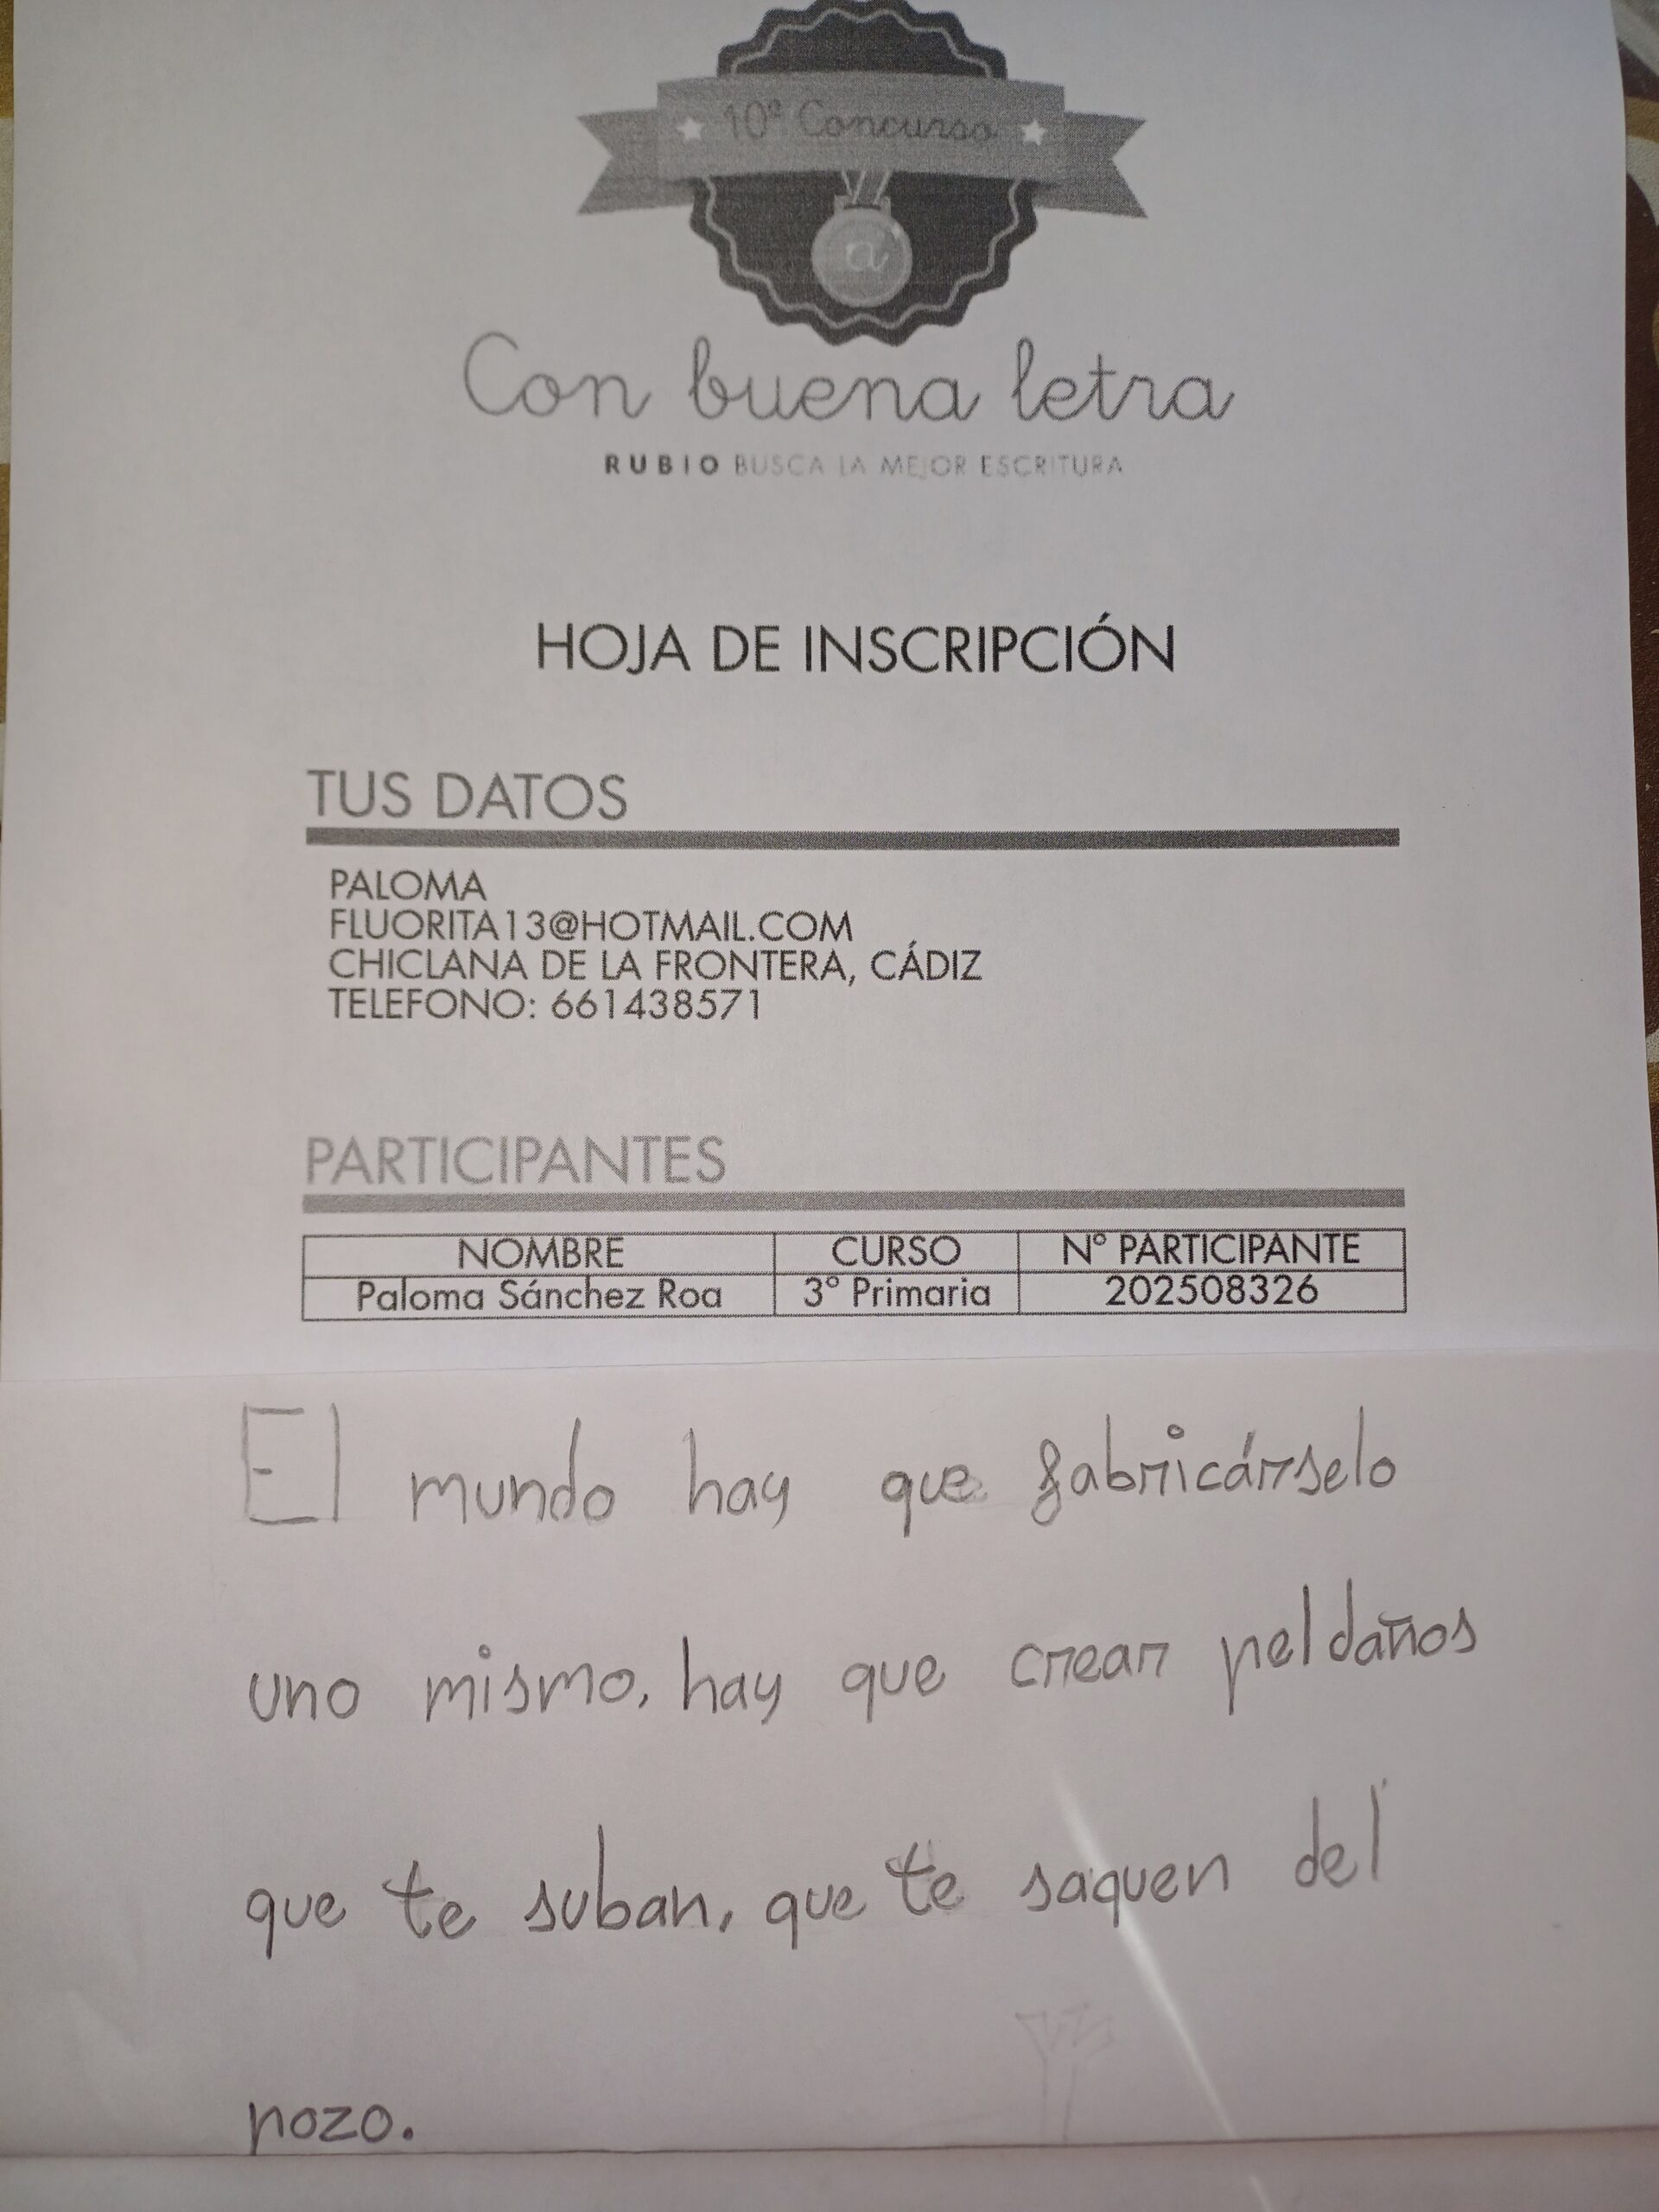 10º Concurso
a
Con buena letra
RUBIO BUSCA LA MEJOR ESCRITURA
HOJA DE INSCRIPCIÓN
TUS DATOS
PALOMA
FLUORITA13@HOTMAIL.COM
CHICLANA DE LA FRONTERA, CÁDIZ
TELEFONO: 661438571
PARTICIPANTES
NOMBRE CURSO Nº PARTICIPANTE
Paloma Sánchez Roa 3º Primaria 202508326
El mundo hay que fabricárselo
uno mismo, hay que crear peldaños
que te suban, que te saquen del
pozo.